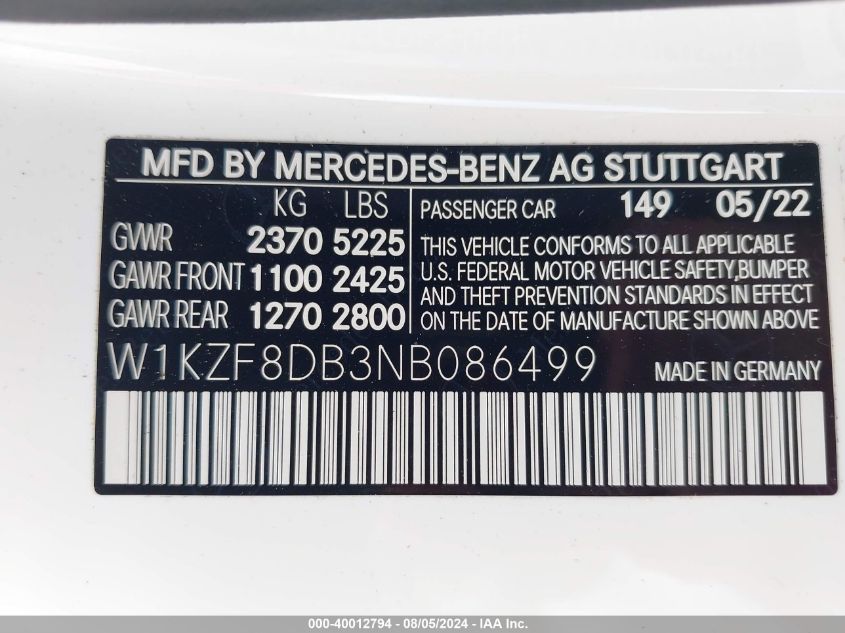 MFD BY MERCEDES-BENZ AG STUTTGART
KG LBS
GVWR 2370 5225
GAWR FRONT 1100 2425
GAWR REAR 1270 2800
PASSENGER CAR 149 05/22
THIS VEHICLE CONFORMS TO ALL APPLICABLE
U.S. FEDERAL MOTOR VEHICLE SAFETY,BUMPER
AND THEFT PREVENTION STANDARDS IN EFFECT
ON THE DATE OF MANUFACTURE SHOWN ABOVE
W1KZF8DB3NB086499 MADE IN GERMANY
000-40012794 - 08/05/2024 - IAZF Inc.